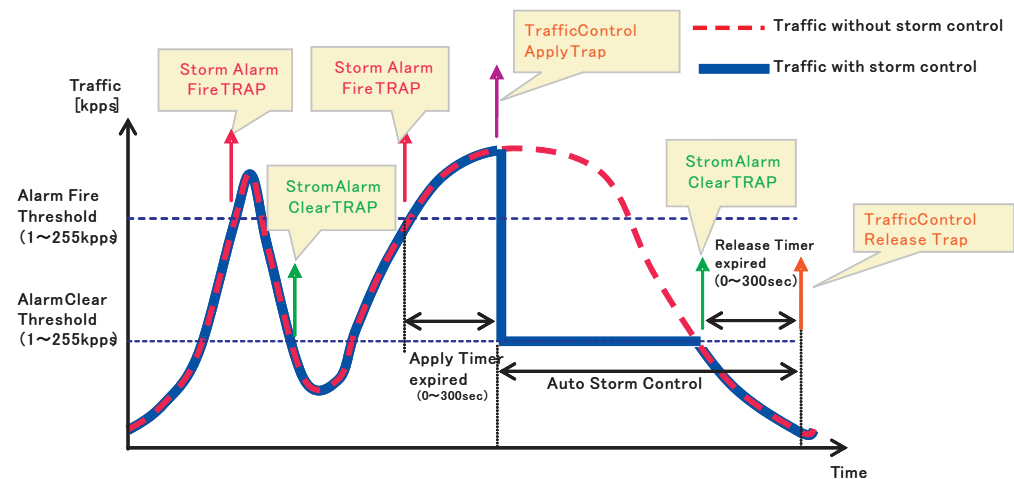 Traffic without storm control
Traffic with storm control
TrafficControl
ApplyTrap
Storm Alarm
FireTRAP
Storm Alarm
FireTRAP
Traffic
[kpps]
StromAlarm
ClearTRAP
StromAlarm
ClearTRAP
Alarm Fire
Threshold
(1～255kpps)
TrafficControl
Release Trap
Release Timer
expired
(0～300sec)
AlarmClear
Threshold
(1～255kpps)
Apply Timer
expired
(0～300sec)
Auto Storm Control
Time